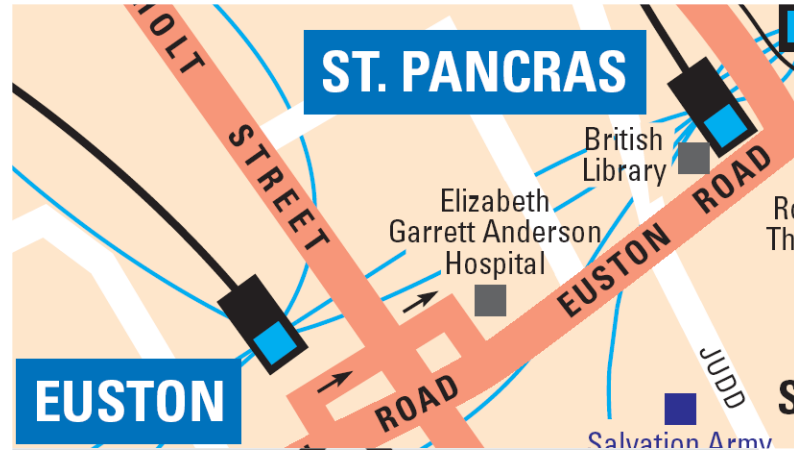 HOLT
STREET
ST. PANCRAS
British
Library
ROAD
Elizabeth
Garrett Anderson
Hospital
EUSTON
EUSTON
ROAD
JUDD
Salvation Army